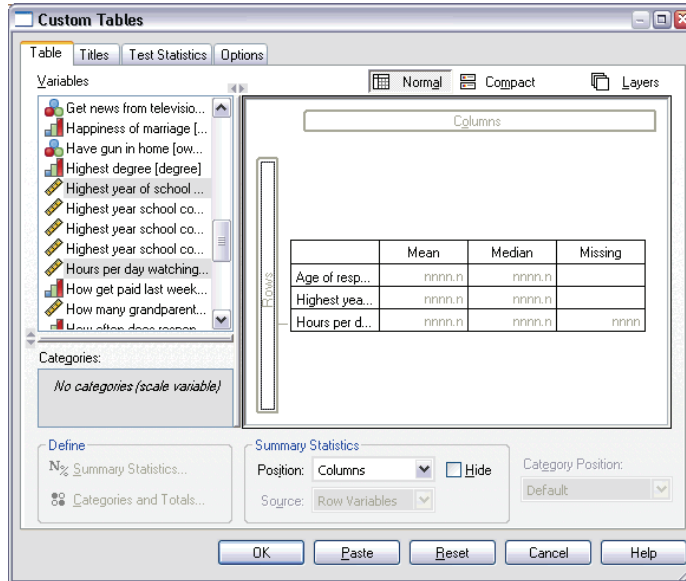 Custom Tables
Table Titles Test Statistics Options
Variables
Normal Compact Layers
Get news from televisio...
Happiness of marriage [...
Have gun in home [ow...
Highest degree [degree]
Highest year of school ...
Highest year school co...
Highest year school co...
Highest year school co...
Hours per day watching...
How get paid last week...
How many grandparent...
How often does respon
Columns
Rows
Mean Median Missing
Age of resp... nnnn.n nnnn.n
Highest yea... nnnn.n nnnn.n
Hours per d... nnnn.n nnnn.n nnnn
Categories:
No categories (scale variable)
Define
N% Summary Statistics...
Categories and Totals...
Summary Statistics
Position: Columns Hide
Source: Row Variables
Category Position:
Default
OK Paste Reset Cancel Help